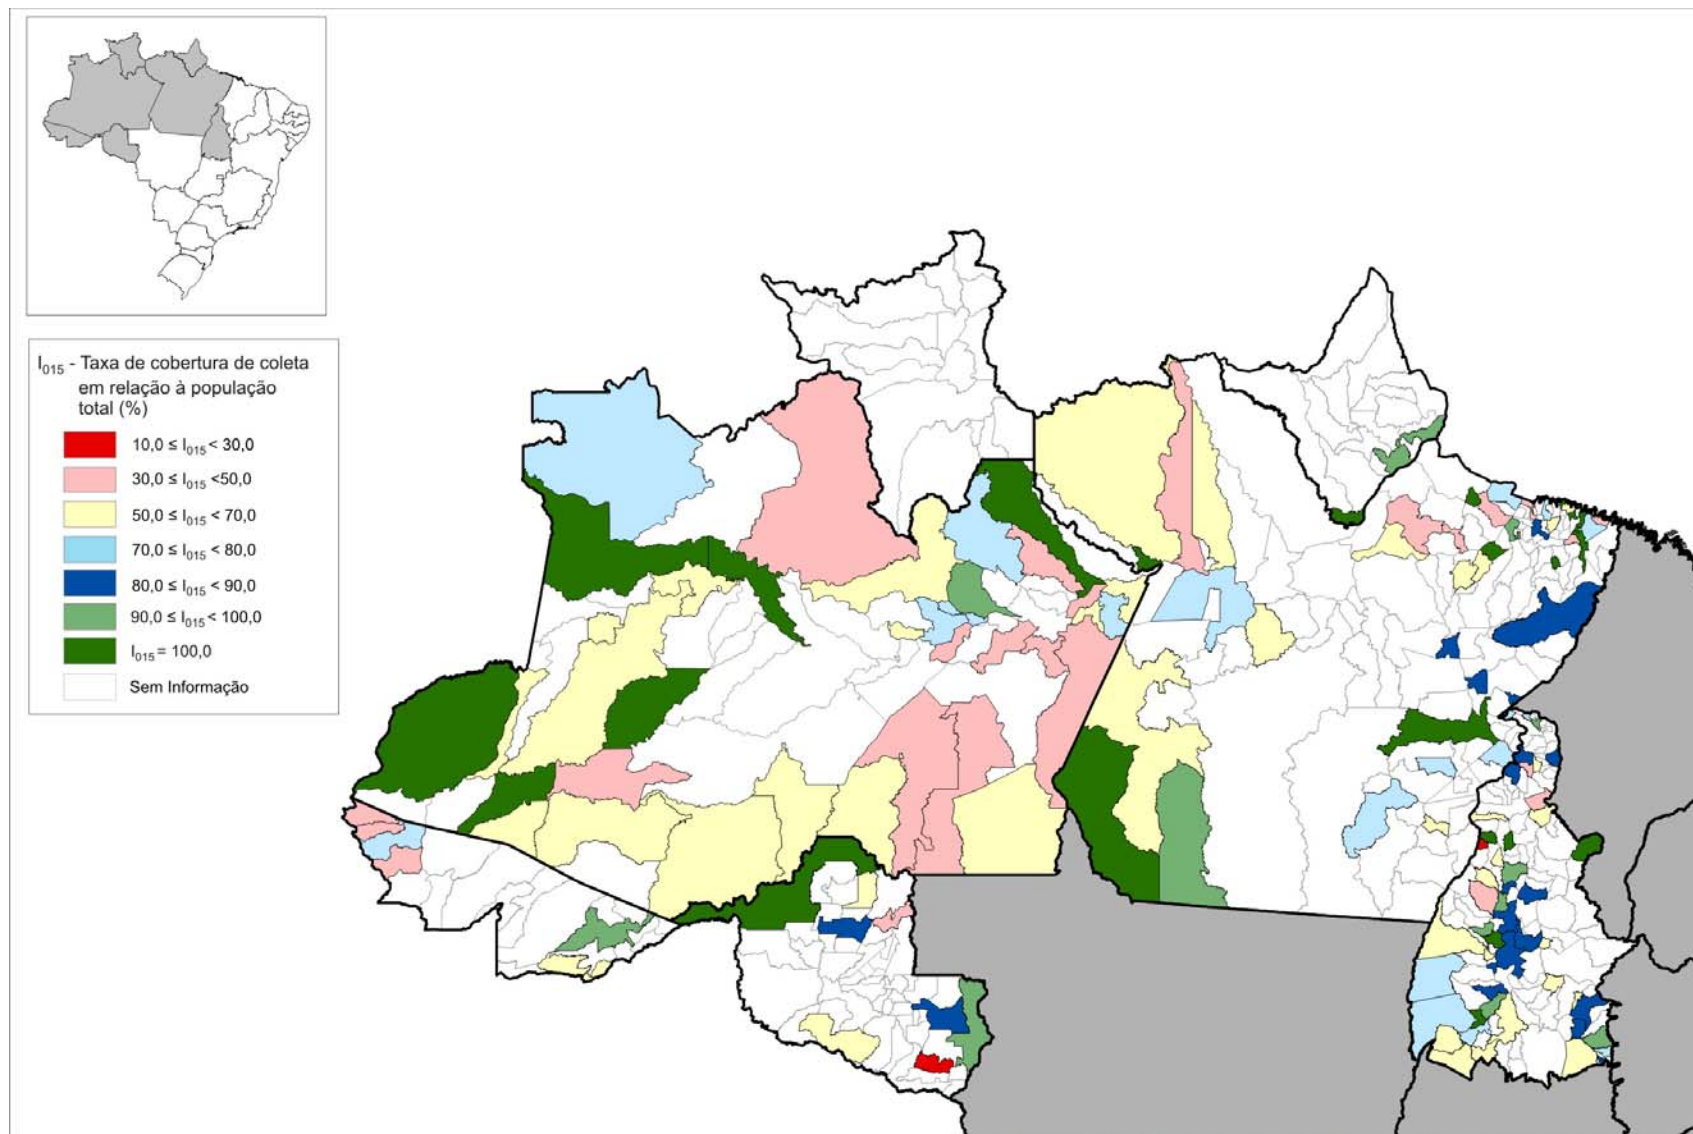 I015 - Taxa de cobertura de coleta
em relação à população
total (%)
10,0 ≤ I015 < 30,0
30,0 ≤ I015 <50,0
50,0 ≤ I015 <70,0
70,0 ≤ I015 < 80,0
80,0 ≤ I015 < 90,0
90,0 ≤ I015 < 100,0
I015 = 100,0
Sem Informação